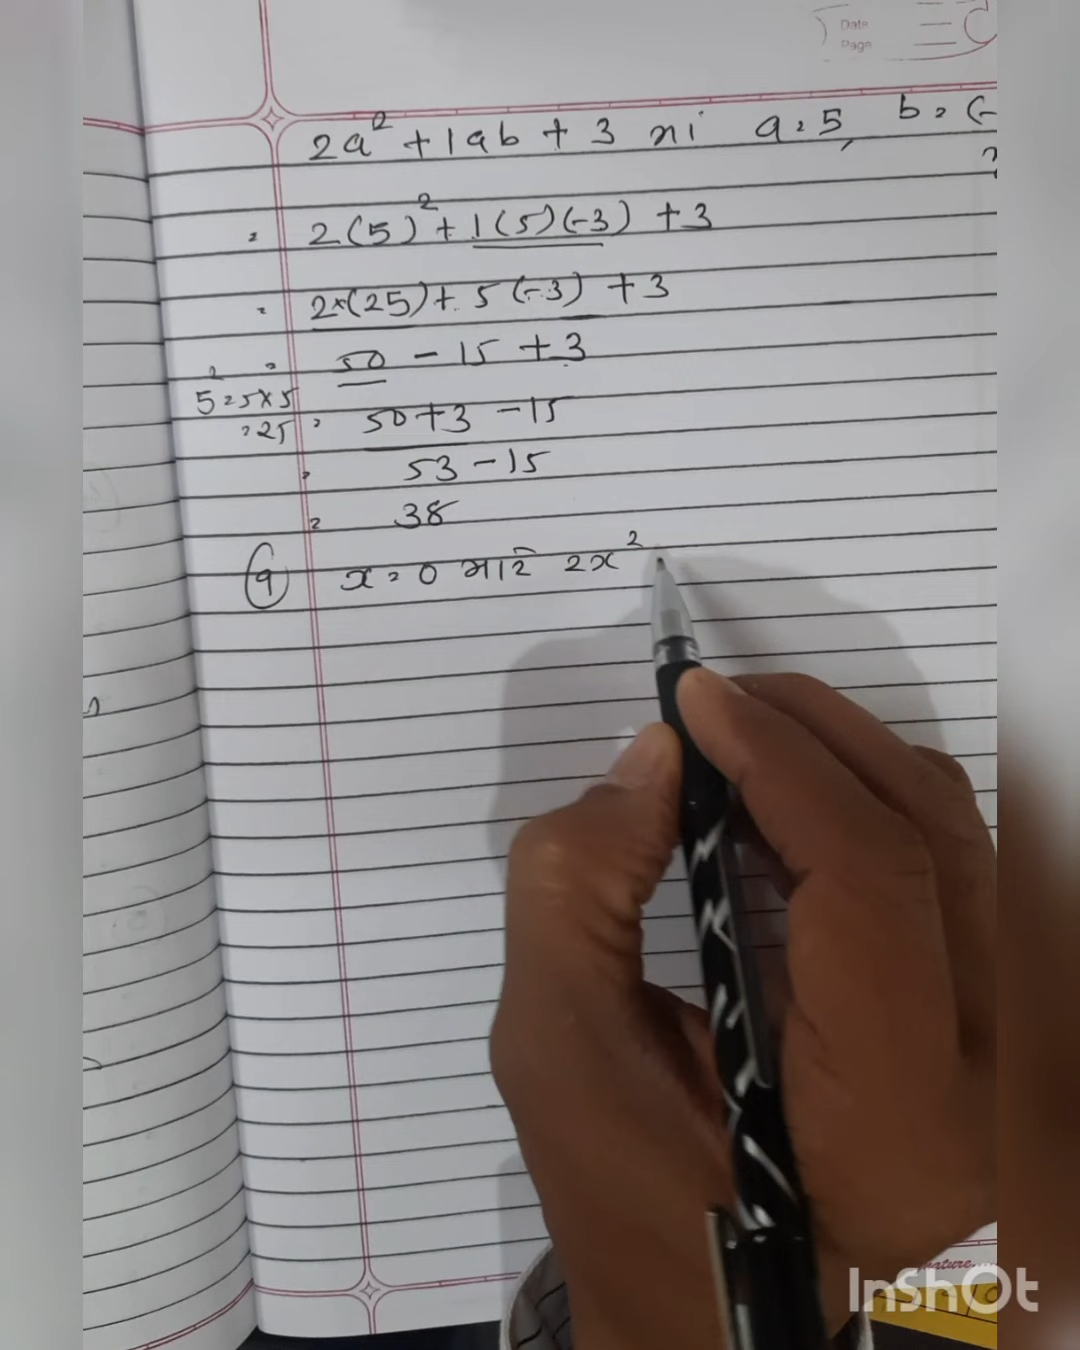 Date
Page
2a² + 1ab + 3 ની a = 5, b = (-
= 2(5)² + 1(5)(-3) + 3
= 2×(25) + 5(-3) + 3
= 50 - 15 + 3
5² = 5×5
= 25
= 50+3 - 15
= 53 - 15
= 38
(9) x = 0 માટે 2x²
InShOt